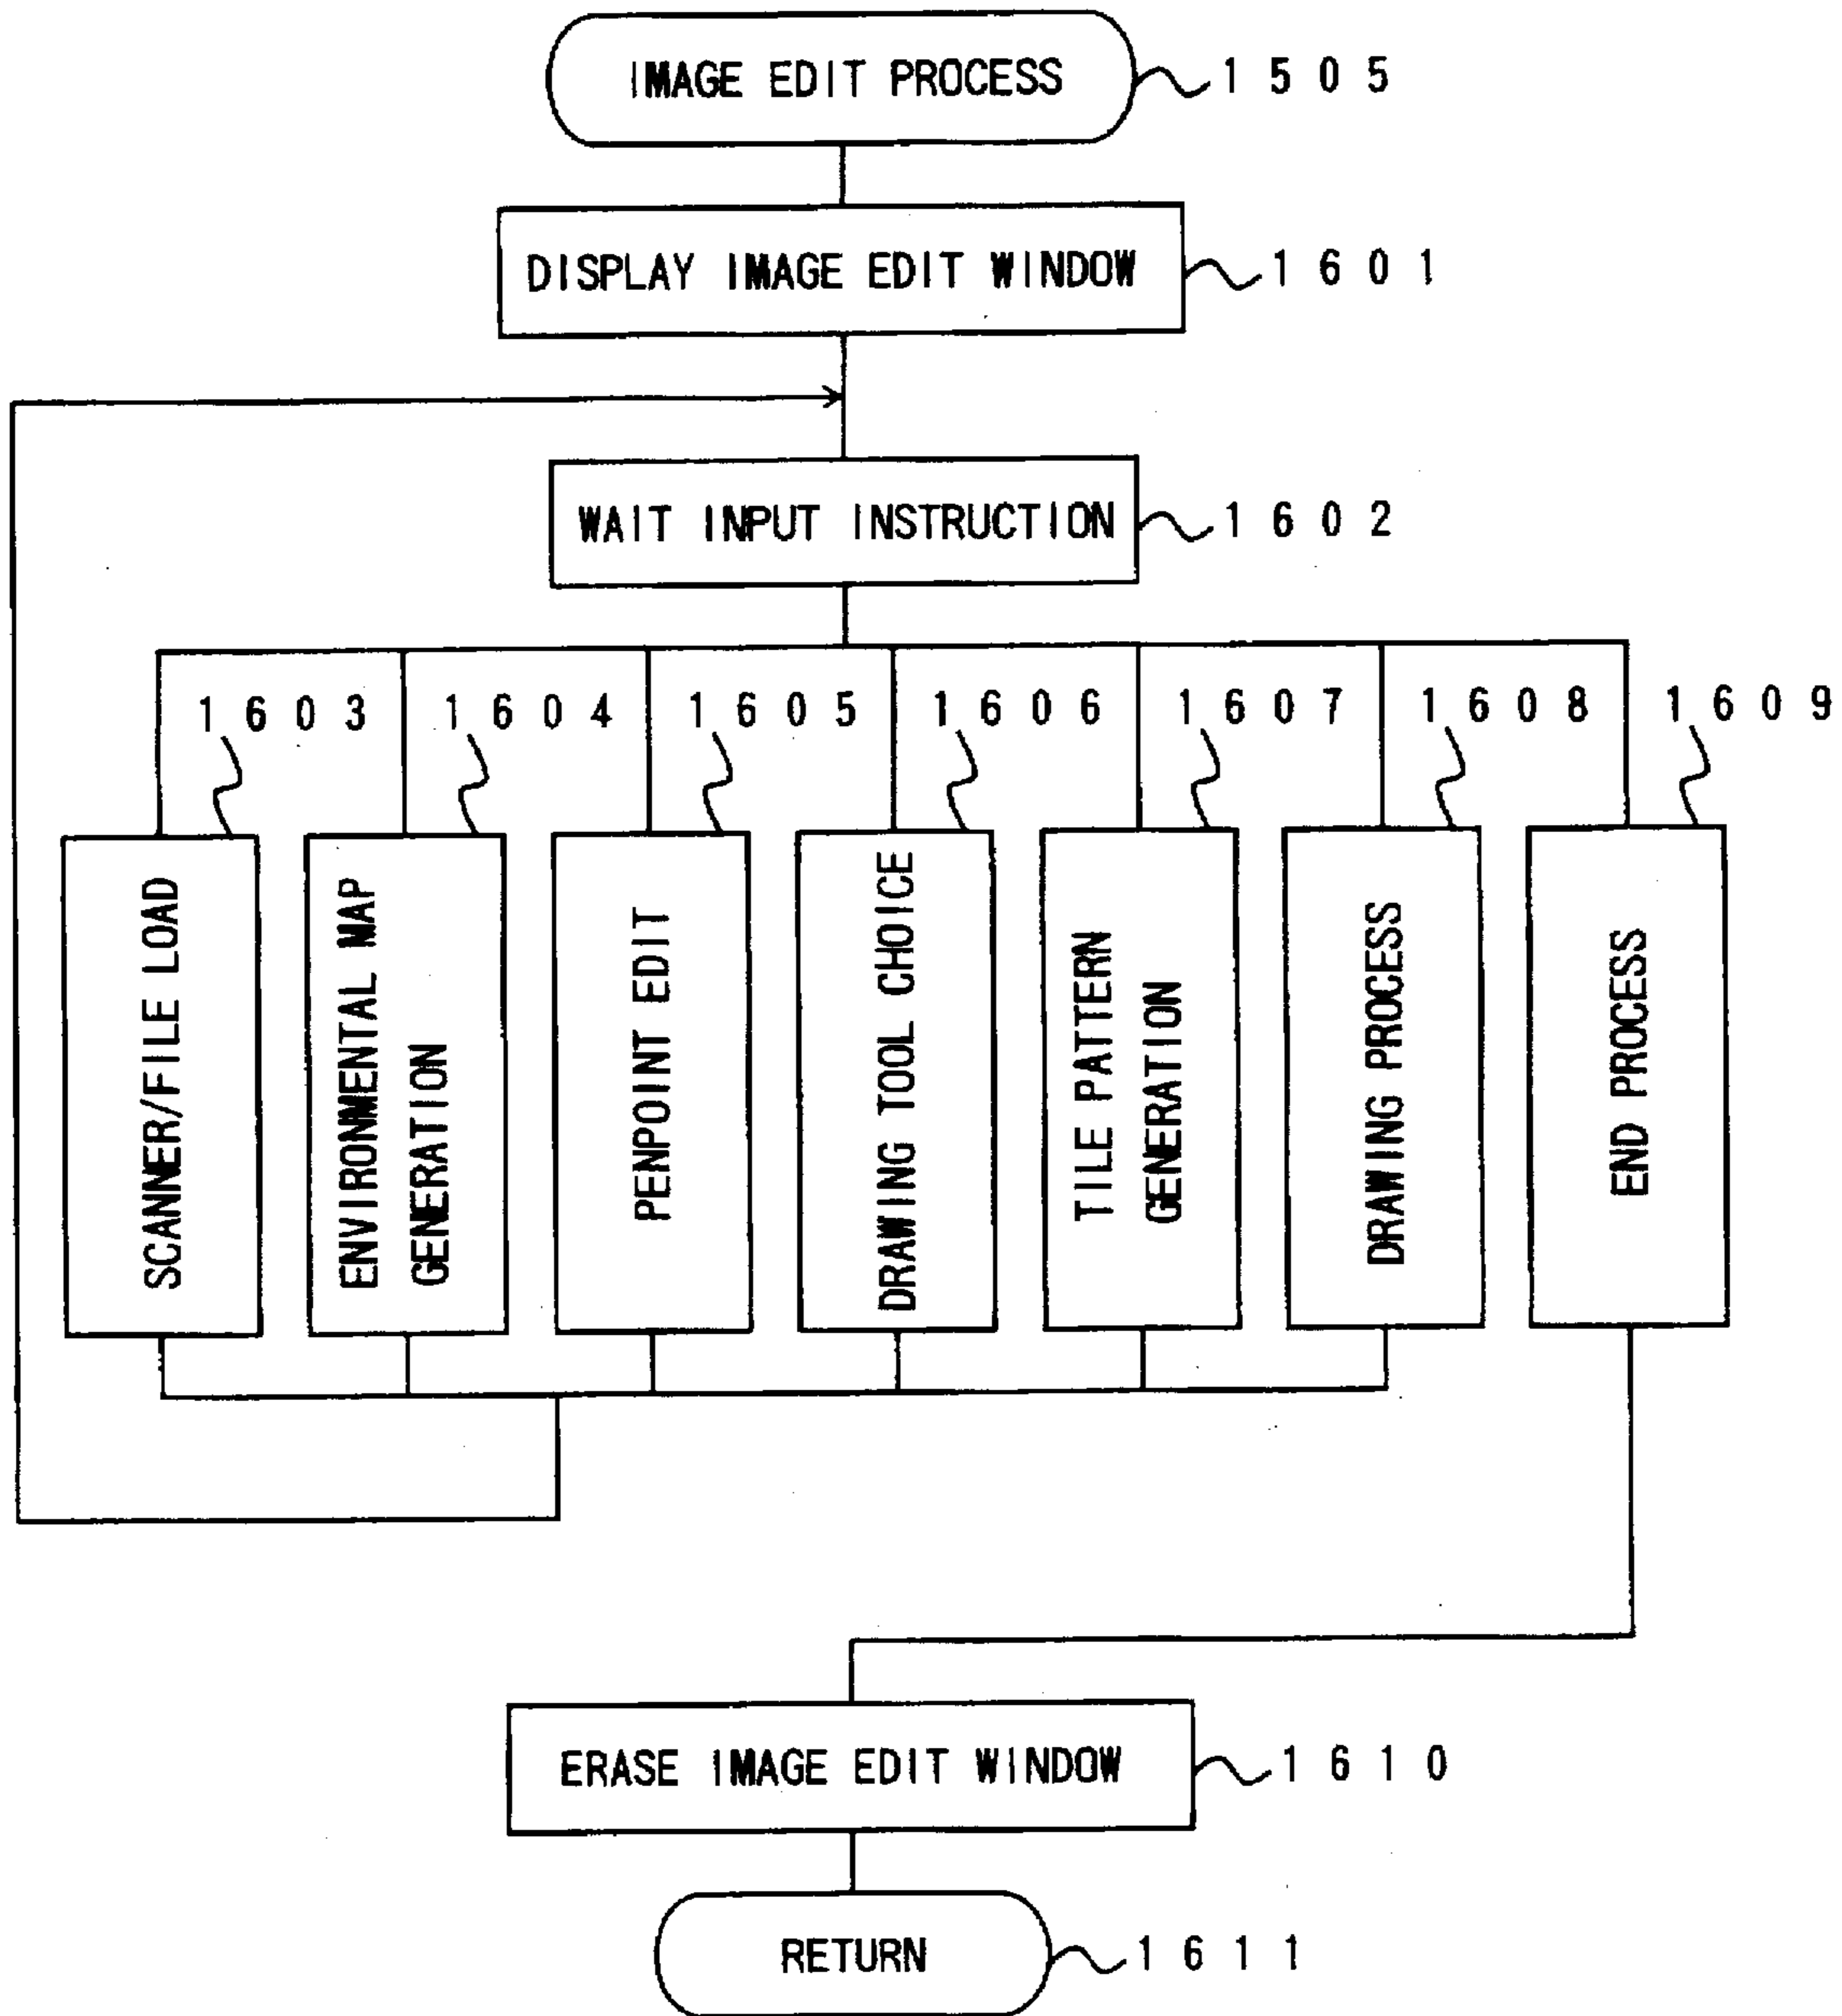 IMAGE EDIT PROCESS 1505
DISPLAY IMAGE EDIT WINDOW 1601
WAIT INPUT INSTRUCTION 1602
1603 1604 1605 1606 1607 1608 1609
SCANNER/FILE LOAD
ENVIRONMENTAL MAP
GENERATION
PENPOINT EDIT
DRAWING TOOL CHOICE
TILE PATTERN
GENERATION
DRAWING PROCESS
END PROCESS
ERASE IMAGE EDIT WINDOW 1610
RETURN 1611